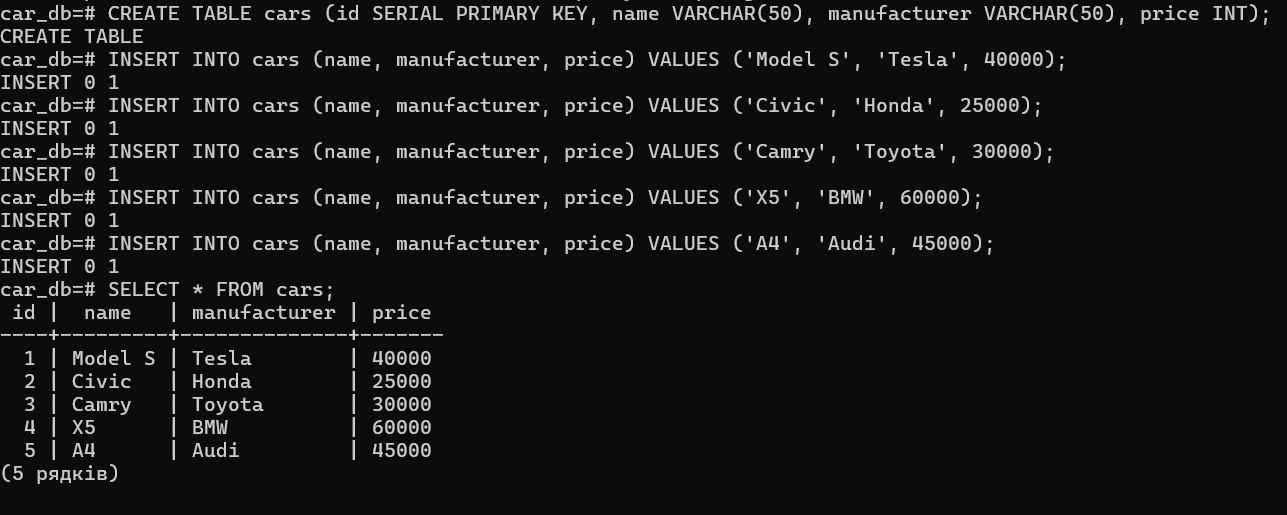 car_db=# CREATE TABLE cars (id SERIAL PRIMARY KEY, name VARCHAR(50), manufacturer VARCHAR(50), price INT);
CREATE TABLE
car_db=# INSERT INTO cars (name, manufacturer, price) VALUES ('Model S', 'Tesla', 40000);
INSERT 0 1
car_db=# INSERT INTO cars (name, manufacturer, price) VALUES ('Civic', 'Honda', 25000);
INSERT 0 1
car_db=# INSERT INTO cars (name, manufacturer, price) VALUES ('Camry', 'Toyota', 30000);
INSERT 0 1
car_db=# INSERT INTO cars (name, manufacturer, price) VALUES ('X5', 'BMW', 60000);
INSERT 0 1
car_db=# INSERT INTO cars (name, manufacturer, price) VALUES ('A4', 'Audi', 45000);
INSERT 0 1
car_db=# SELECT * FROM cars;
 id |  name   | manufacturer | price
----+---------+--------------+-------
  1 | Model S | Tesla        | 40000
  2 | Civic   | Honda        | 25000
  3 | Camry   | Toyota       | 30000
  4 | X5      | BMW          | 60000
  5 | A4      | Audi         | 45000
(5 рядків)